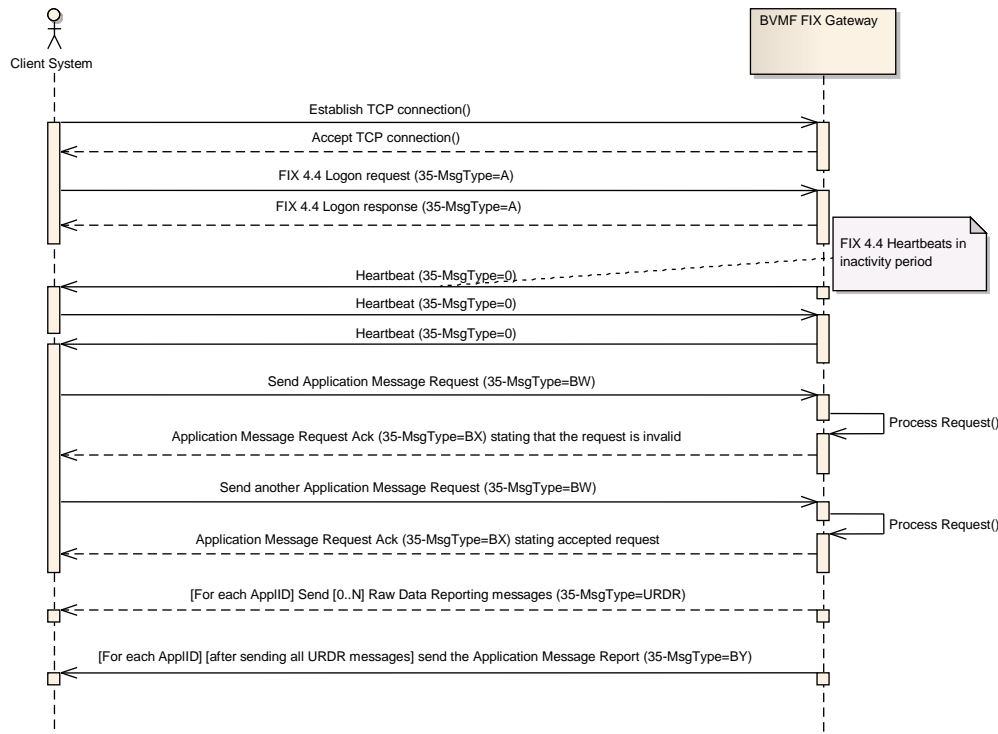 BVMF FIX Gateway
Client System
Establish TCP connection()
Accept TCP connection()
FIX 4.4 Logon request (35-MsgType=A)
FIX 4.4 Logon response (35-MsgType=A)
FIX 4.4 Heartbeats in
inactivity period
Heartbeat (35-MsgType=0)
Heartbeat (35-MsgType=0)
Heartbeat (35-MsgType=0)
Send Application Message Request (35-MsgType=BW)
Process Request()
Application Message Request Ack (35-MsgType=BX) stating that the request is invalid
Send another Application Message Request (35-MsgType=BW)
Process Request()
Application Message Request Ack (35-MsgType=BX) stating accepted request
[For each ApplID] Send [0..N] Raw Data Reporting messages (35-MsgType=URDR)
[For each ApplID] [after sending all URDR messages] send the Application Message Report (35-MsgType=BY)